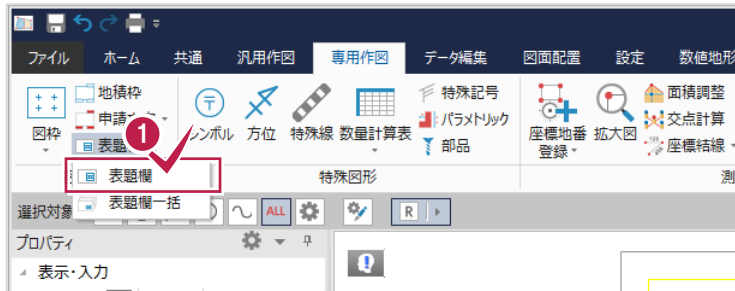 ファイル ホーム 共通 汎用作図 専用作図 データ編集 図面配置 設定 数値地形
図枠
地積枠
表題
シンボル
方位
特殊線
数量計算表
特殊記号
パラメトリック
部品
座標地番
登録
拡大図
面積調整
交点計算
座標結線
1
表題欄
表題欄一括
特殊図形
測
選択対象
ALL
R
プロパティ
表示・入力